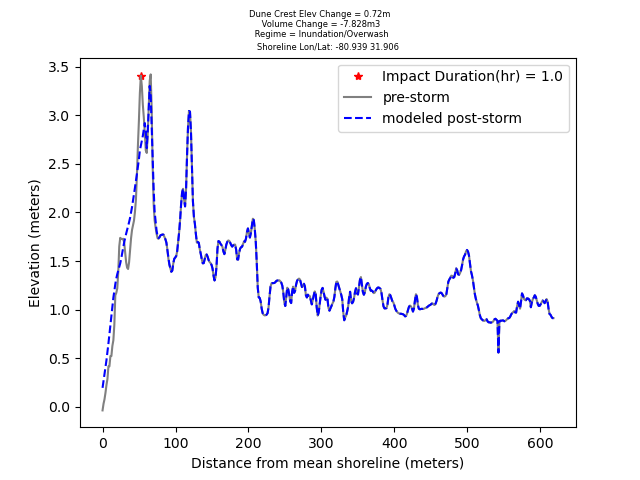 Dune Crest Elev Change = 0.72m
Volume Change = -7.828m3
Regime = Inundation/Overwash
Shoreline Lon/Lat: -80.939 31.906
Impact Duration(hr) = 1.0
pre-storm
modeled post-storm
Elevation (meters)
3.5
3.0
2.5
2.0
1.5
1.0
0.5
0.0
0 100 200 300 400 500 600
Distance from mean shoreline (meters)